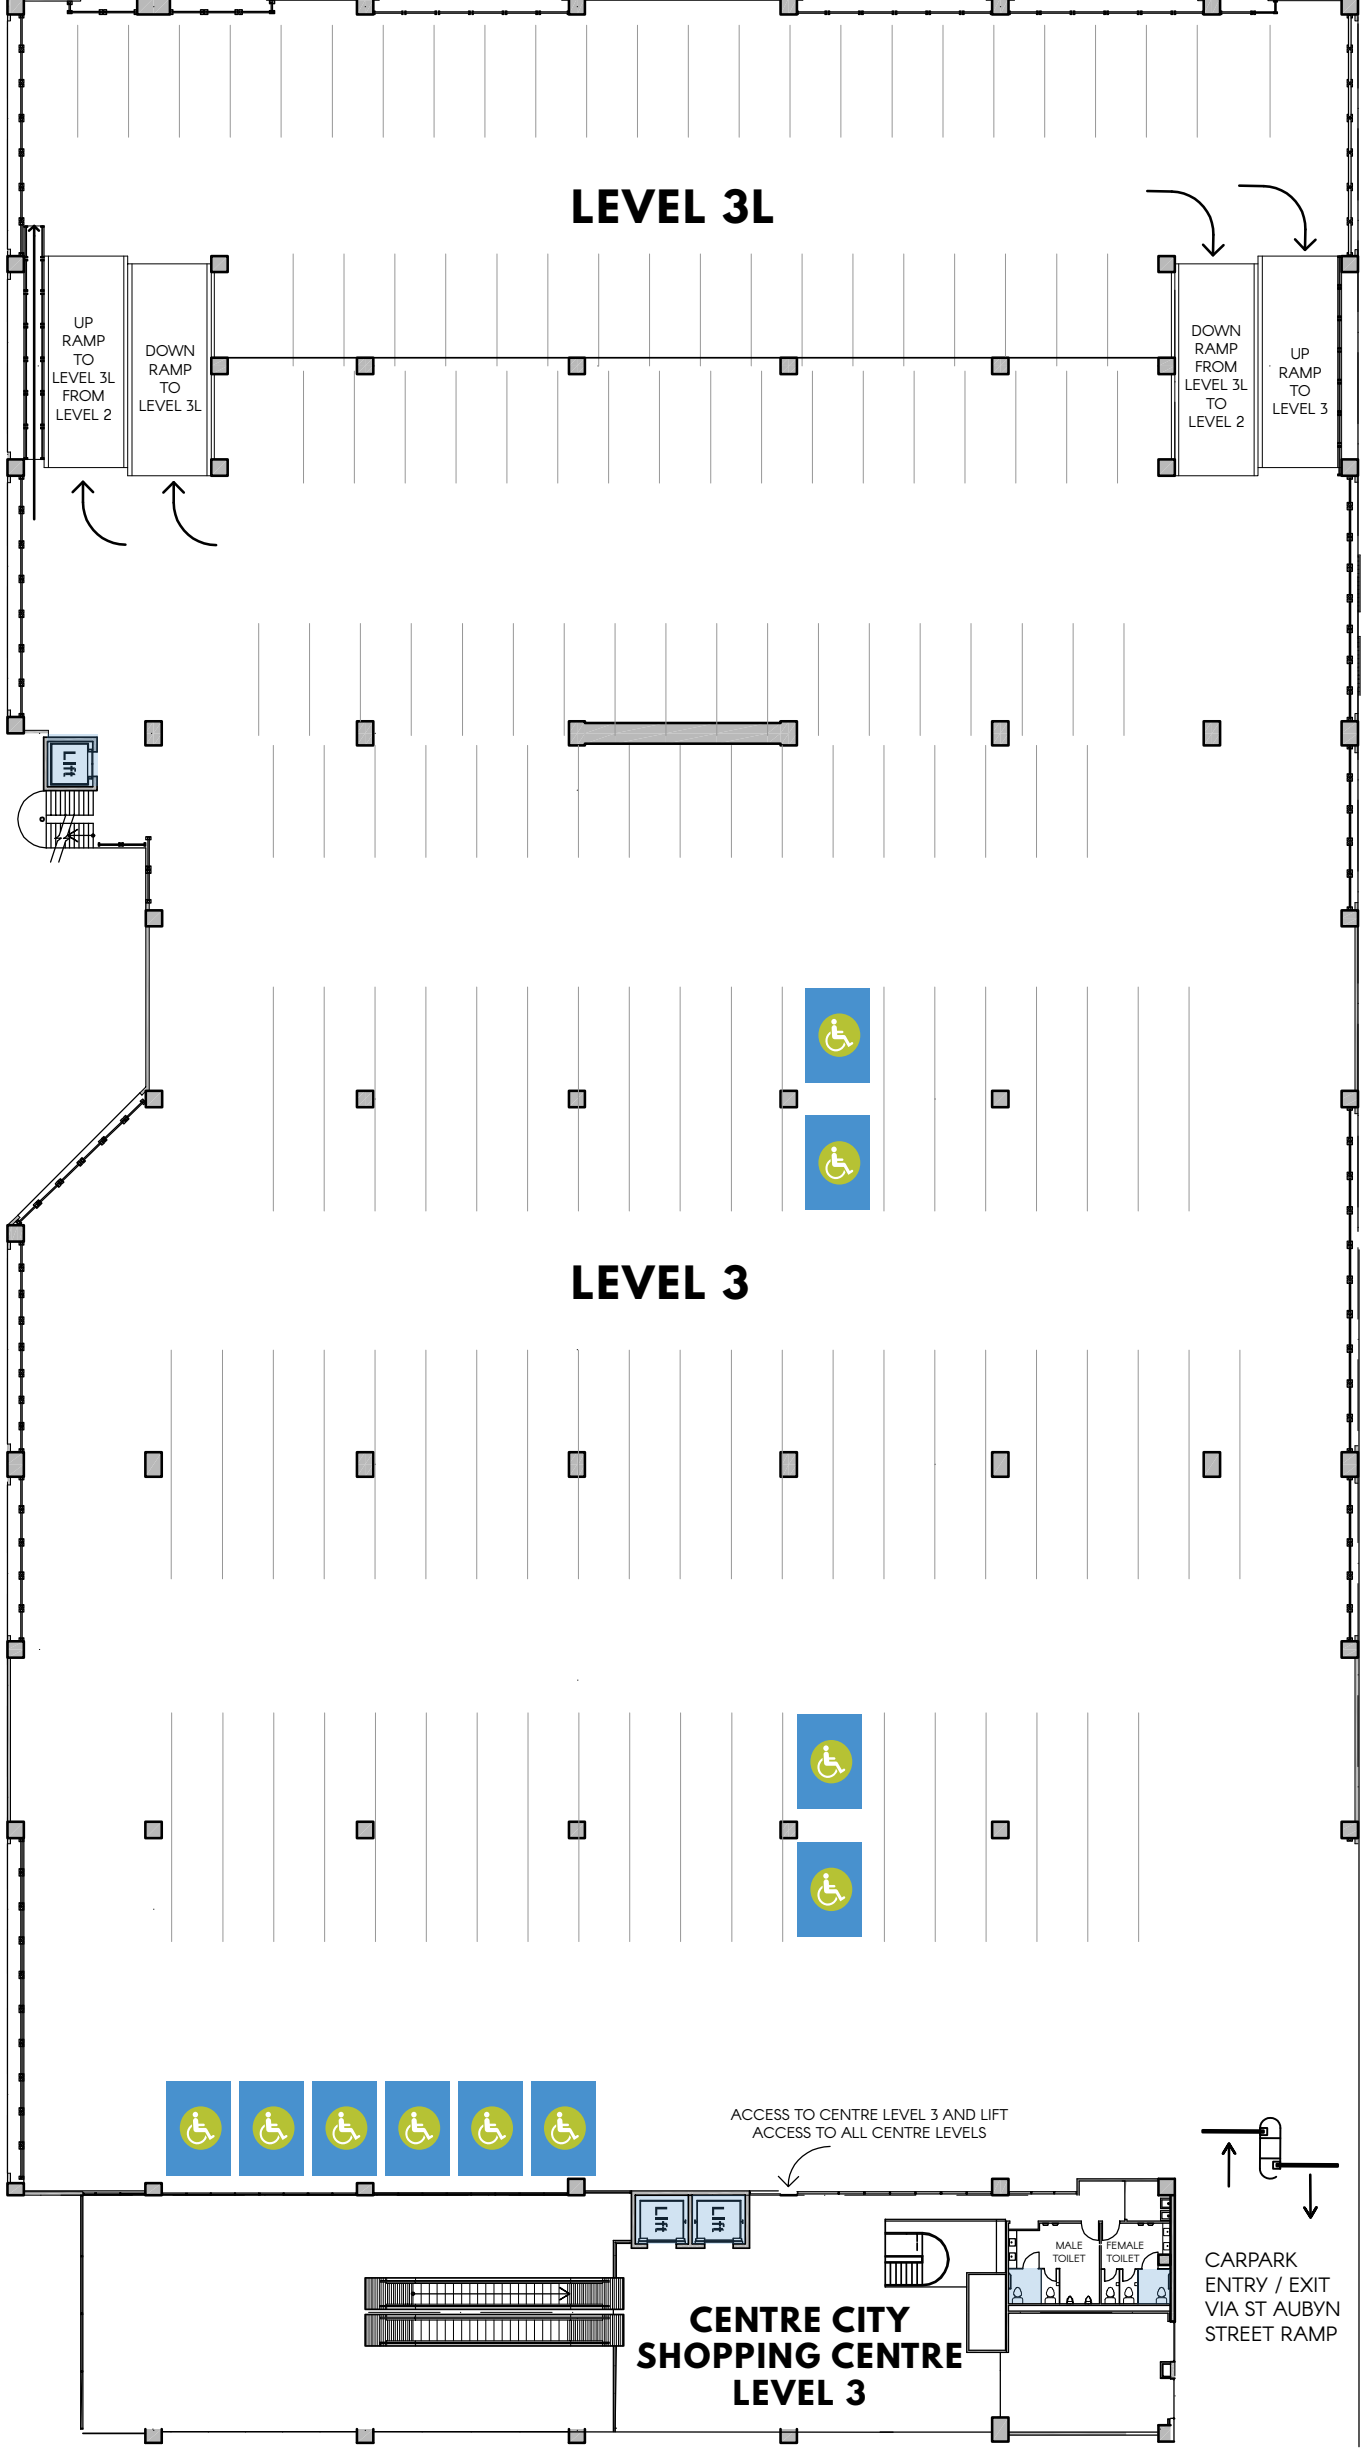 LEVEL 3L
UP
RAMP
TO
LEVEL 3L
FROM
LEVEL 2
DOWN
RAMP
TO
LEVEL 3L
DOWN
RAMP
FROM
LEVEL 3L
TO
LEVEL 2
UP
RAMP
TO
LEVEL 3
Lift
LEVEL 3
ACCESS TO CENTRE LEVEL 3 AND LIFT
ACCESS TO ALL CENTRE LEVELS
Lift
Lift
MALE
TOILET
FEMALE
TOILET
CARPARK
ENTRY / EXIT
VIA ST AUBYN
STREET RAMP
CENTRE CITY
SHOPPING CENTRE
LEVEL 3